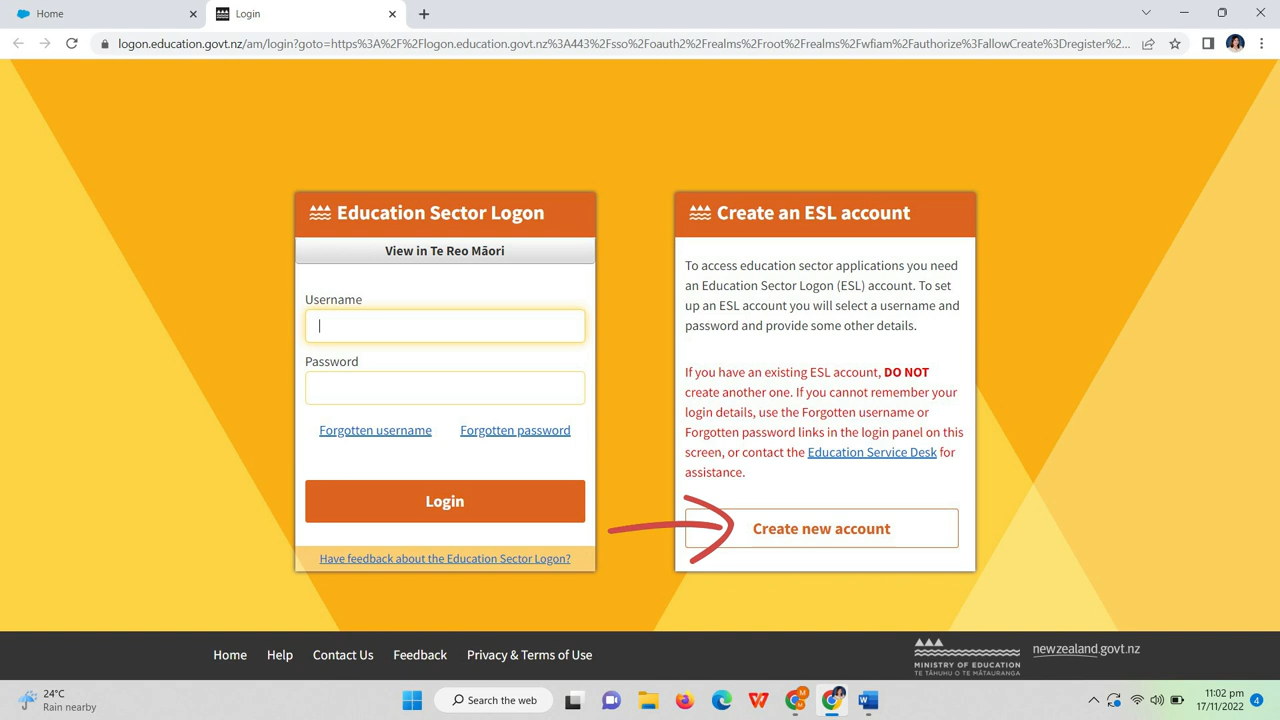 Home
Login
logon.education.govt.nz/am/login?goto=https%3A%2F%2Flogon.education.govt.nz%3A443%2Fsso%2Foauth2%2Frealms%2Froot%2Frealms%2Fwfiam%2Fauthorize%3FallowCreate%3Dregister%2...
Education Sector Logon
View in Te Reo Māori
Username
Password
Forgotten username
Forgotten password
Login
Have feedback about the Education Sector Logon?
Create an ESL account
To access education sector applications you need
an Education Sector Logon (ESL) account. To set
up an ESL account you will select a username and
password and provide some other details.
If you have an existing ESL account, DO NOT
create another one. If you cannot remember your
login details, use the Forgotten username or
Forgotten password links in the login panel on this
screen, or contact the Education Service Desk for
assistance.
Create new account
Home
Help
Contact Us
Feedback
Privacy & Terms of Use
MINISTRY OF EDUCATION
TE TĀHUHU O TE MĀTAURANGA
newzealand.govt.nz
24°C
Rain nearby
Search the web
11:02 pm
17/11/2022
4